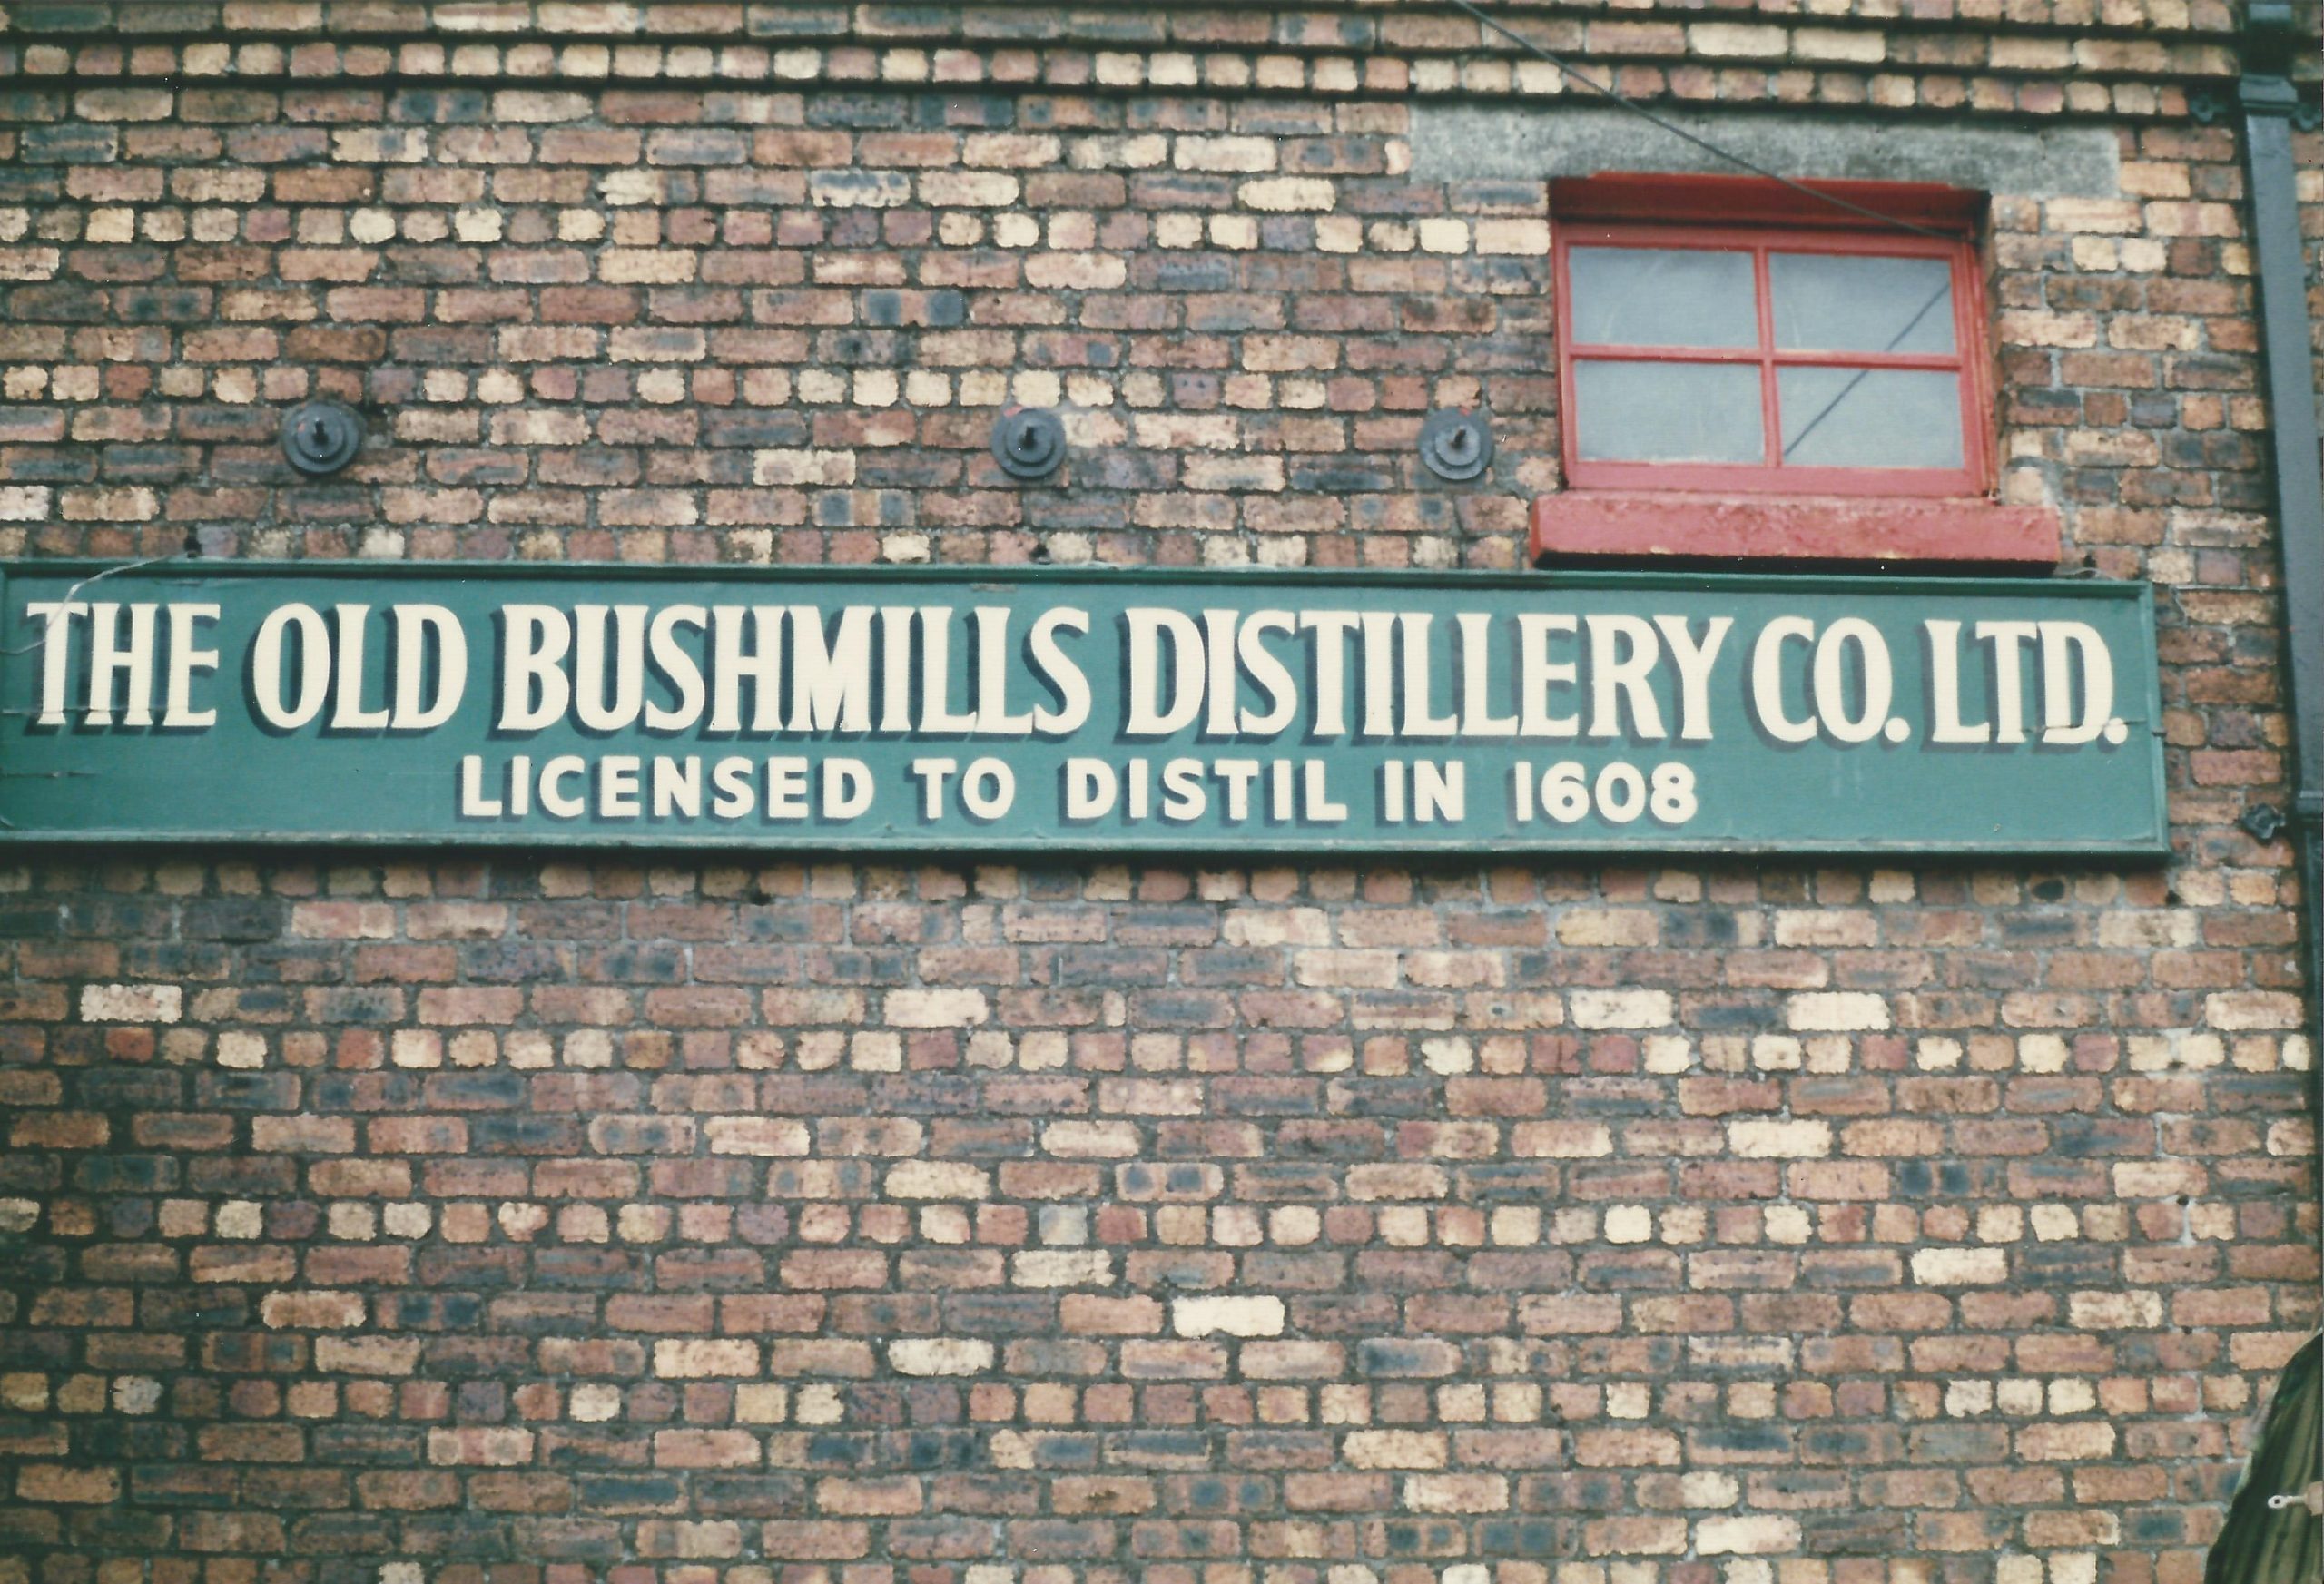 THE OLD BUSHMILLS DISTILLERY CO. LTD.
LICENSED TO DISTIL IN 1608